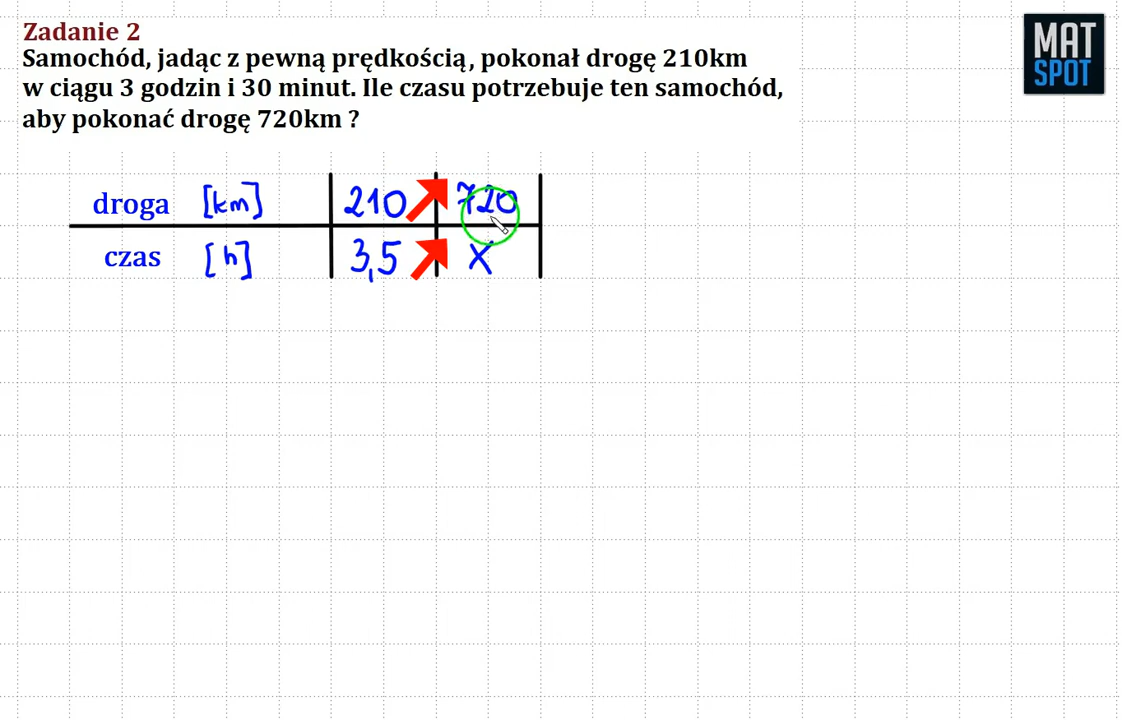 Zadanie 2
Samochód, jadąc z pewną prędkością, pokonał drogę 210km
w ciągu 3 godzin i 30 minut. Ile czasu potrzebuje ten samochód,
aby pokonać drogę 720km ?
MAT
SPOT
droga [km] 210 720
czas [h] 3,5 x